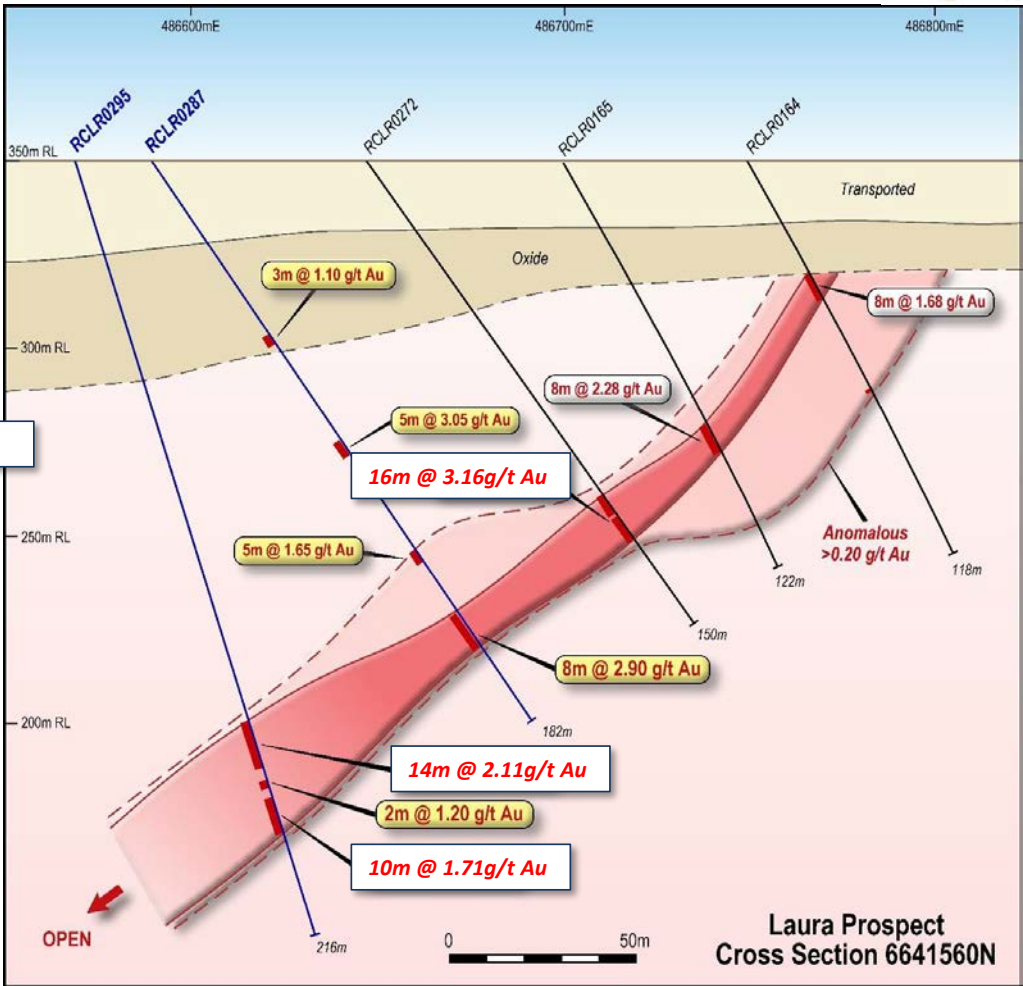 486600mE
486700mE
486800mE
RCLR0295
RCLR0287
RCLR0272
RCLR0165
RCLR0164
350m RL
Transported
Oxide
3m @ 1.10 g/t Au
8m @ 1.68 g/t Au
300m RL
8m @ 2.28 g/t Au
5m @ 3.05 g/t Au
16m @ 3.16g/t Au
250m RL
Anomalous
>0.20 g/t Au
5m @ 1.65 g/t Au
118m
122m
150m
8m @ 2.90 g/t Au
200m RL
182m
14m @ 2.11g/t Au
2m @ 1.20 g/t Au
10m @ 1.71g/t Au
OPEN
216m
0
50m
Laura Prospect
Cross Section 6641560N